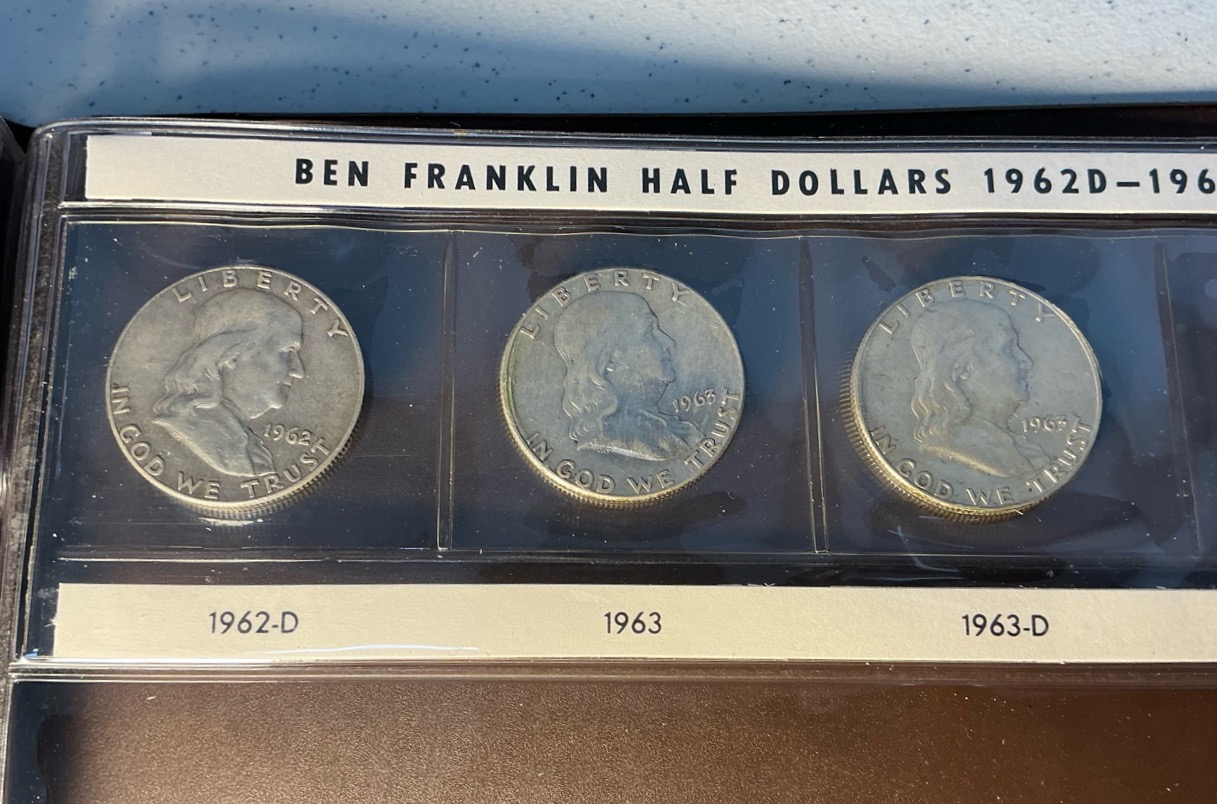 BEN FRANKLIN HALF DOLLARS 1962D—196
LIBERTY
1962
IN GOD WE TRUST
LIBERTY
1963
IN GOD WE TRUST
LIBERTY
1963
IN GOD WE TRUST
1962-D 1963 1963-D